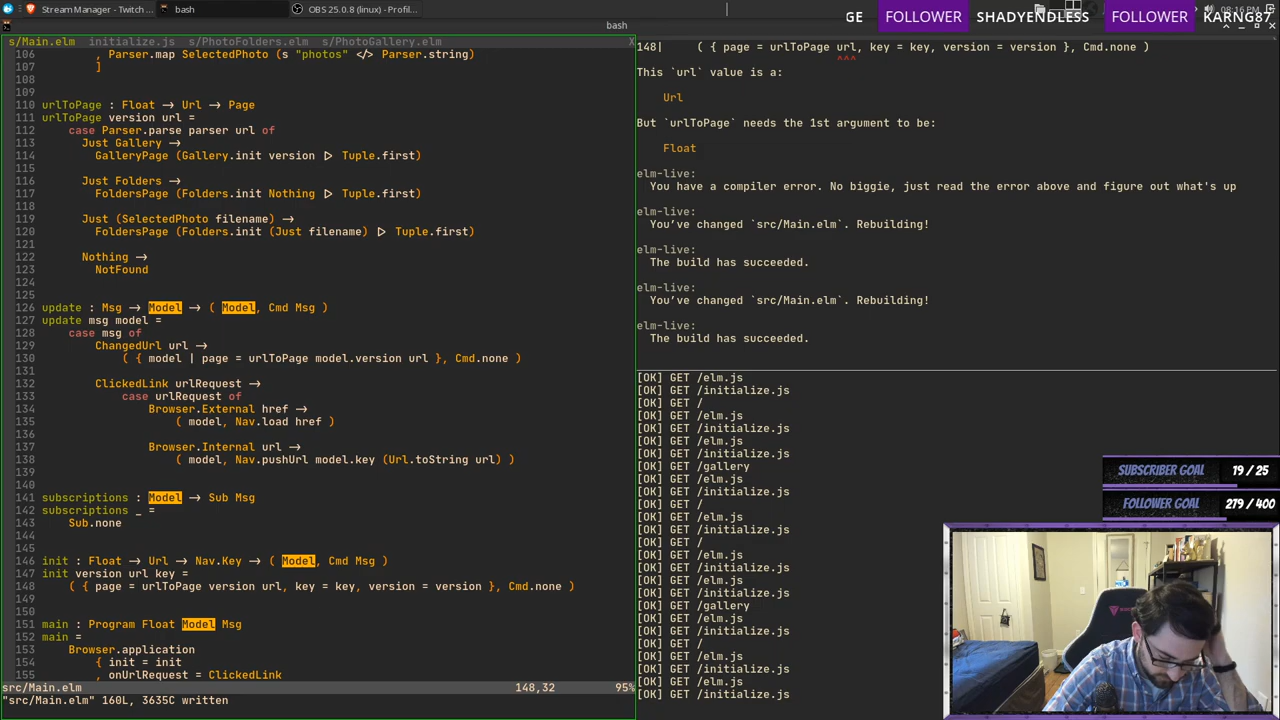 Stream Manager - Twitch ...
bash
OBS 25.0.8 (linux) - Profil...
08:16 PM
bash
GE
FOLLOWER
SHADYENDLESS
FOLLOWER
KARNG87
s/Main.elm
initialize.js
s/PhotoFolders.elm
s/PhotoGallery.elm
X
106 , Parser.map SelectedPhoto (s "photos" </> Parser.string)
107 ]
108
109
110 urlToPage : Float → Url → Page
111 urlToPage version url =
112 case Parser.parse parser url of
113 Just Gallery →
114 GalleryPage (Gallery.init version ▷ Tuple.first)
115
116 Just Folders →
117 FoldersPage (Folders.init Nothing ▷ Tuple.first)
118
119 Just (SelectedPhoto filename) →
120 FoldersPage (Folders.init (Just filename) ▷ Tuple.first)
121
122 Nothing →
123 NotFound
124
125
126 update : Msg → Model → ( Model, Cmd Msg )
127 update msg model =
128 case msg of
129 ChangedUrl url →
130 ( { model | page = urlToPage model.version url }, Cmd.none )
131
132 ClickedLink urlRequest →
133 case urlRequest of
134 Browser.External href →
135 ( model, Nav.load href )
136
137 Browser.Internal url →
138 ( model, Nav.pushUrl model.key (Url.toString url) )
139
140
141 subscriptions : Model → Sub Msg
142 subscriptions _ =
143 Sub.none
144
145
146 init : Float → Url → Nav.Key → ( Model, Cmd Msg )
147 init version url key =
148 ( { page = urlToPage version url, key = key, version = version }, Cmd.none )
149
150
151 main : Program Float Model Msg
152 main =
153 Browser.application
154 { init = init
155 , onUrlRequest = ClickedLink
src/Main.elm 148,32 95%
"src/Main.elm" 160L, 3635C written
148| ( { page = urlToPage url, key = key, version = version }, Cmd.none )
^^^
This `url` value is a:
Url
But `urlToPage` needs the 1st argument to be:
Float
elm-live:
You have a compiler error. No biggie, just read the error above and figure out what's up
elm-live:
You’ve changed `src/Main.elm`. Rebuilding!
elm-live:
The build has succeeded.
elm-live:
You’ve changed `src/Main.elm`. Rebuilding!
elm-live:
The build has succeeded.
[OK] GET /elm.js
[OK] GET /initialize.js
[OK] GET /
[OK] GET /elm.js
[OK] GET /initialize.js
[OK] GET /elm.js
[OK] GET /initialize.js
[OK] GET /gallery
[OK] GET /elm.js
[OK] GET /initialize.js
[OK] GET /
[OK] GET /elm.js
[OK] GET /initialize.js
[OK] GET /
[OK] GET /elm.js
[OK] GET /initialize.js
[OK] GET /elm.js
[OK] GET /initialize.js
[OK] GET /gallery
[OK] GET /elm.js
[OK] GET /initialize.js
[OK] GET /
[OK] GET /elm.js
[OK] GET /initialize.js
[OK] GET /elm.js
[OK] GET /initialize.js
SUBSCRIBER GOAL 19 / 25
FOLLOWER GOAL 279 / 400